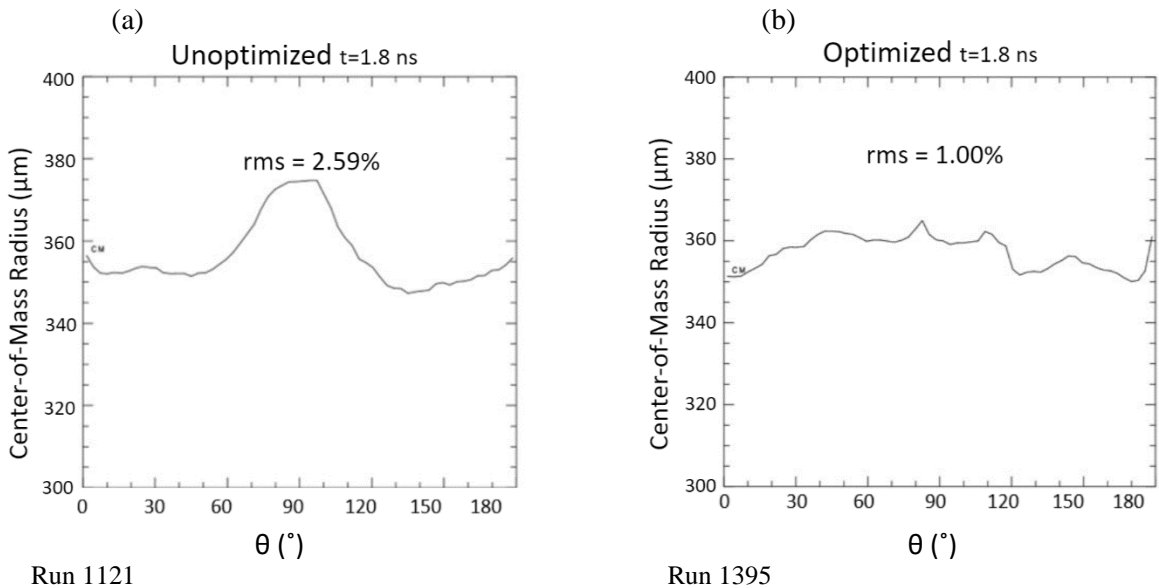 (a)
Unoptimized t=1.8 ns
400
380
360
340
320
300
rms = 2.59%
CM
Center-of-Mass Radius (μm)
0 30 60 90 120 150 180
θ (˚)
Run 1121
(b)
Optimized t=1.8 ns
400
380
360
340
320
300
rms = 1.00%
CM
Center-of-Mass Radius (μm)
0 30 60 90 120 150 180
θ (˚)
Run 1395